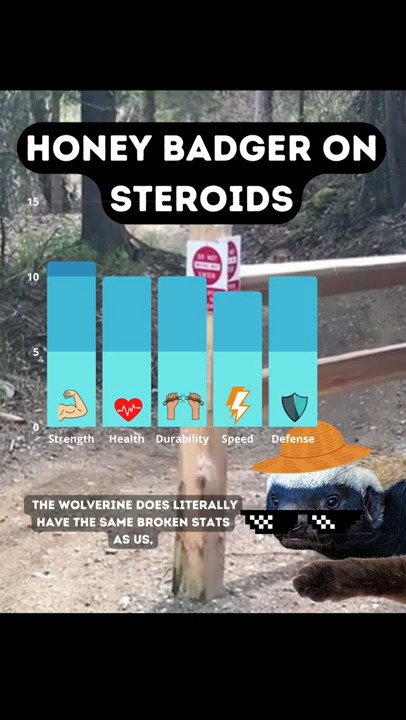 HONEY BADGER ON
STEROIDS
15
DO NOT
ENTER
10
5
0
Strength Health Durability Speed Defense
THE WOLVERINE DOES LITERALLY
HAVE THE SAME BROKEN STATS
AS US,